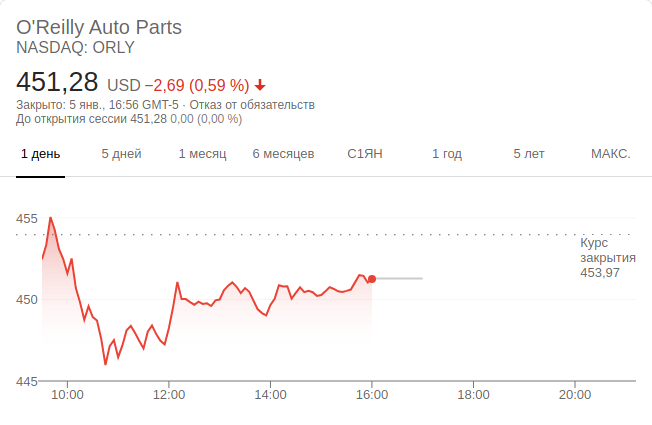 O'Reilly Auto Parts
NASDAQ: ORLY
451,28 USD −2,69 (0,59 %)
Закрыто: 5 янв., 16:56 GMT-5 · Отказ от обязательств
До открытия сессии 451,28 0,00 (0,00 %)
1 день 5 дней 1 месяц 6 месяцев С1ЯН 1 год 5 лет МАКС.
455
Курс
закрытия
453,97
450
445
10:00 12:00 14:00 16:00 18:00 20:00